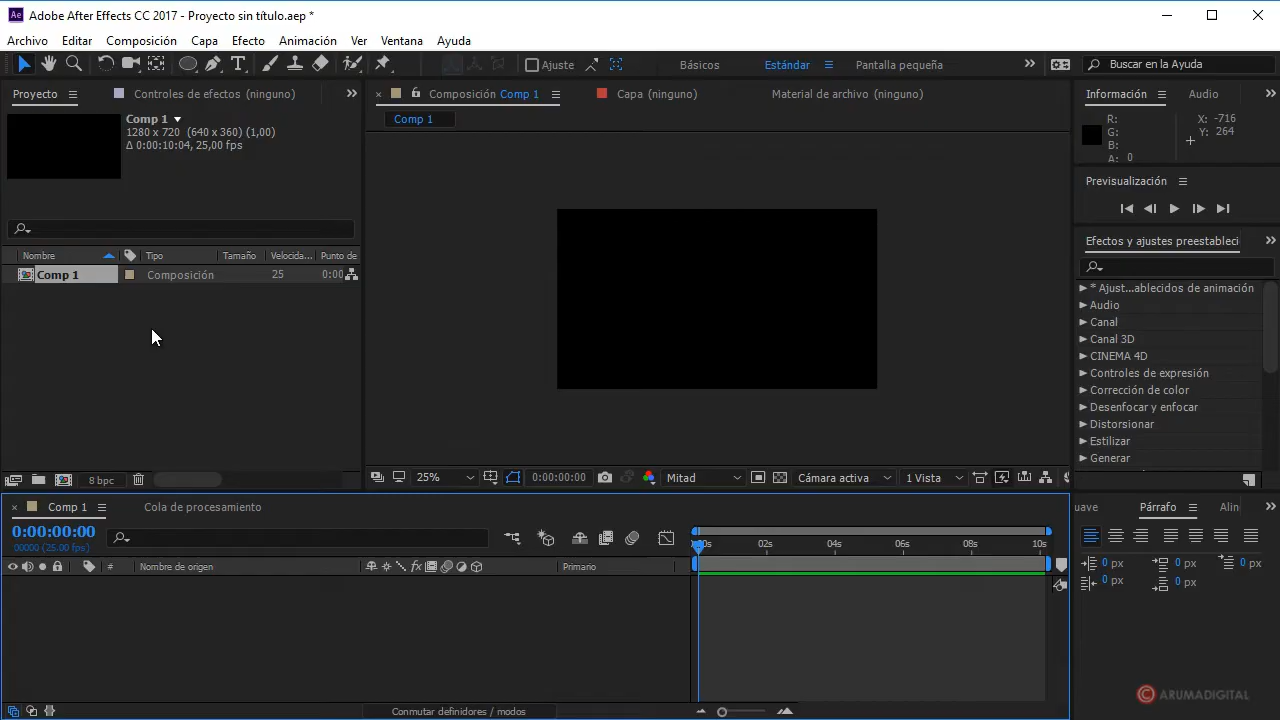 Ae Adobe After Effects CC 2017 - Proyecto sin título.aep *
Archivo Editar Composición Capa Efecto Animación Ver Ventana Ayuda
Ajuste Básicos Estándar Pantalla pequeña Buscar en la Ayuda
Proyecto Controles de efectos (ninguno) Composición Comp 1 Capa (ninguno) Material de archivo (ninguno) Información Audio
Comp 1
1280 x 720 (640 x 360) (1,00)
Δ 0:00:10:04, 25,00 fps
Comp 1
R:
G:
B:
A: 0
X: -716
Y: 264
Previsualización
Efectos y ajustes preestableci
Nombre Tipo Tamaño Velocida... Punto de
Comp 1 Composición 25 0:00
* Ajust...ablecidos de animación
Audio
Canal
Canal 3D
CINEMA 4D
Controles de expresión
Corrección de color
Desenfocar y enfocar
Distorsionar
Estilizar
Generar
8 bpc
25% 0:00:00:00 Mitad Cámara activa 1 Vista
Comp 1 Cola de procesamiento
uave Párrafo Alin
0:00:00:00
00000 (25.00 fps)
0s 02s 04s 06s 08s 10s
# Nombre de origen fx Primario
0 px 0 px 0 px
0 px 0 px
Conmutar definidores / modos
© ARUMADIGITAL